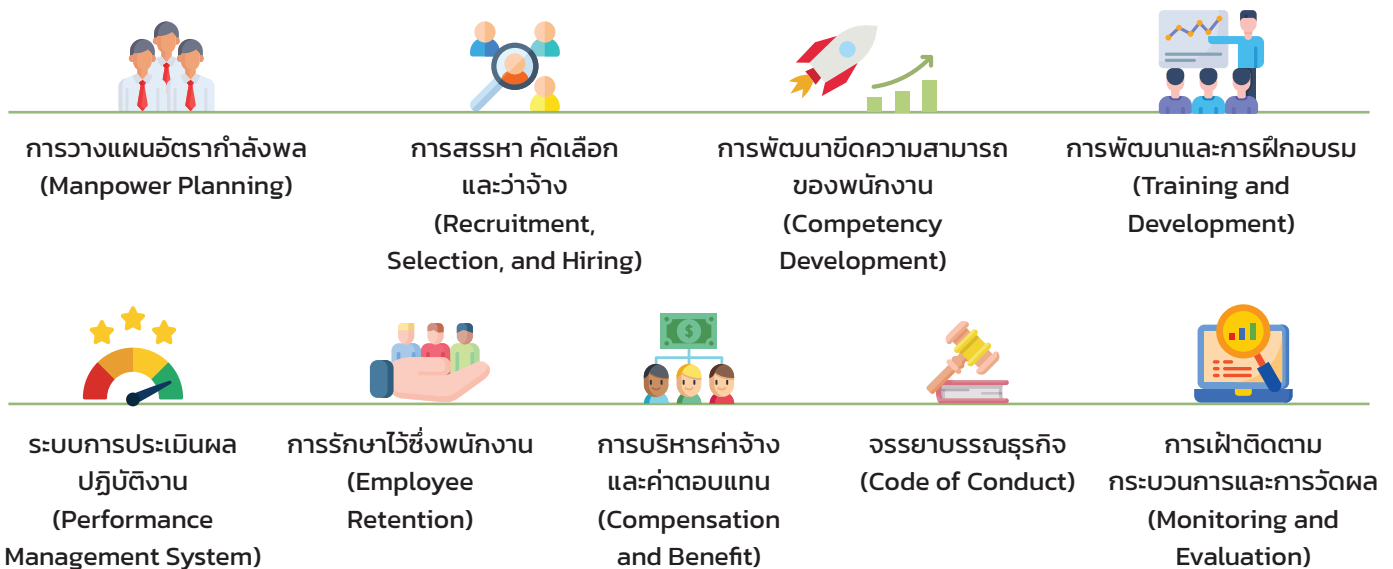 การวางแผนอัตรากำลังพล
(Manpower Planning)
การสรรหา คัดเลือก
และว่าจ้าง
(Recruitment,
Selection, and Hiring)
การพัฒนาขีดความสามารถ
ของพนักงาน
(Competency
Development)
การพัฒนาและการฝึกอบรม
(Training and
Development)
ระบบการประเมินผล
ปฏิบัติงาน
(Performance
Management System)
การรักษาไว้ซึ่งพนักงาน
(Employee
Retention)
การบริหารค่าจ้าง
และค่าตอบแทน
(Compensation
and Benefit)
จรรยาบรรณธุรกิจ
(Code of Conduct)
การเฝ้าติดตาม
กระบวนการและการวัดผล
(Monitoring and
Evaluation)